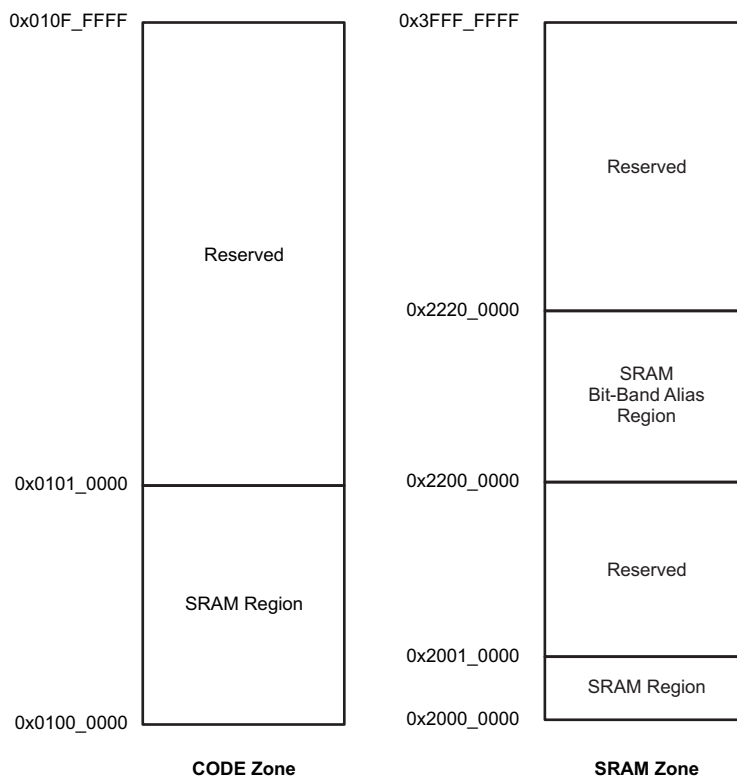 0x010F_FFFF
Reserved
0x0101_0000
SRAM Region
0x0100_0000
CODE Zone
0x3FFF_FFFF
Reserved
0x2220_0000
SRAM
Bit-Band Alias
Region
0x2200_0000
Reserved
0x2001_0000
SRAM Region
0x2000_0000
SRAM Zone